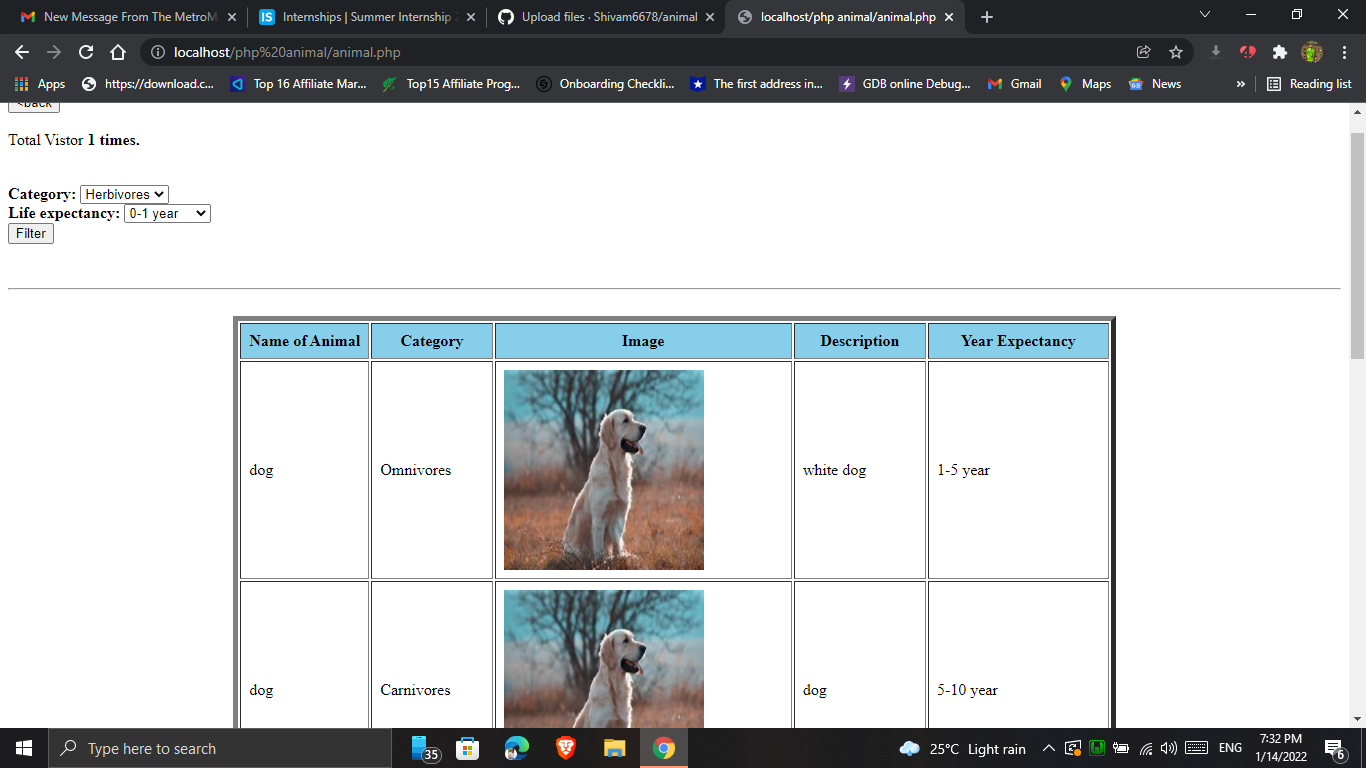 New Message From The MetroM
Internships | Summer Internship 2
Upload files · Shivam6678/animal
localhost/php animal/animal.php
localhost/php%20animal/animal.php
Apps
https://download.c...
Top 16 Affiliate Mar...
Top15 Affiliate Prog...
Onboarding Checkli...
The first address in...
GDB online Debug...
Gmail
Maps
News
»
Reading list
<back
Total Vistor 1 times.
Category: Herbivores
Life expectancy: 0-1 year
Filter
Name of Animal
Category
Image
Description
Year Expectancy
dog
Omnivores
white dog
1-5 year
dog
Carnivores
dog
5-10 year
Type here to search
35
25°C Light rain
ENG
7:32 PM
1/14/2022
6